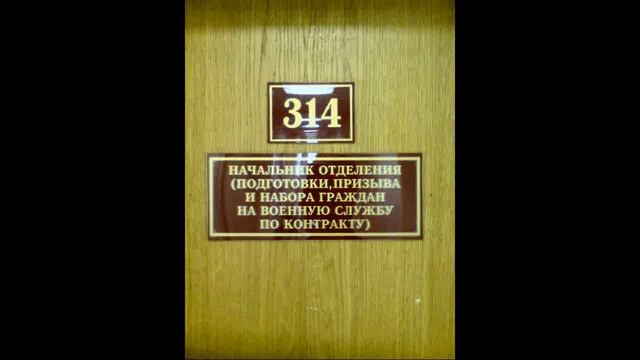 314
НАЧАЛЬНИК ОТДЕЛЕНИЯ
(ПОДГОТОВКИ,ПРИЗЫВА
И НАБОРА ГРАЖДАН
НА ВОЕННУЮ СЛУЖБУ
ПО КОНТРАКТУ)